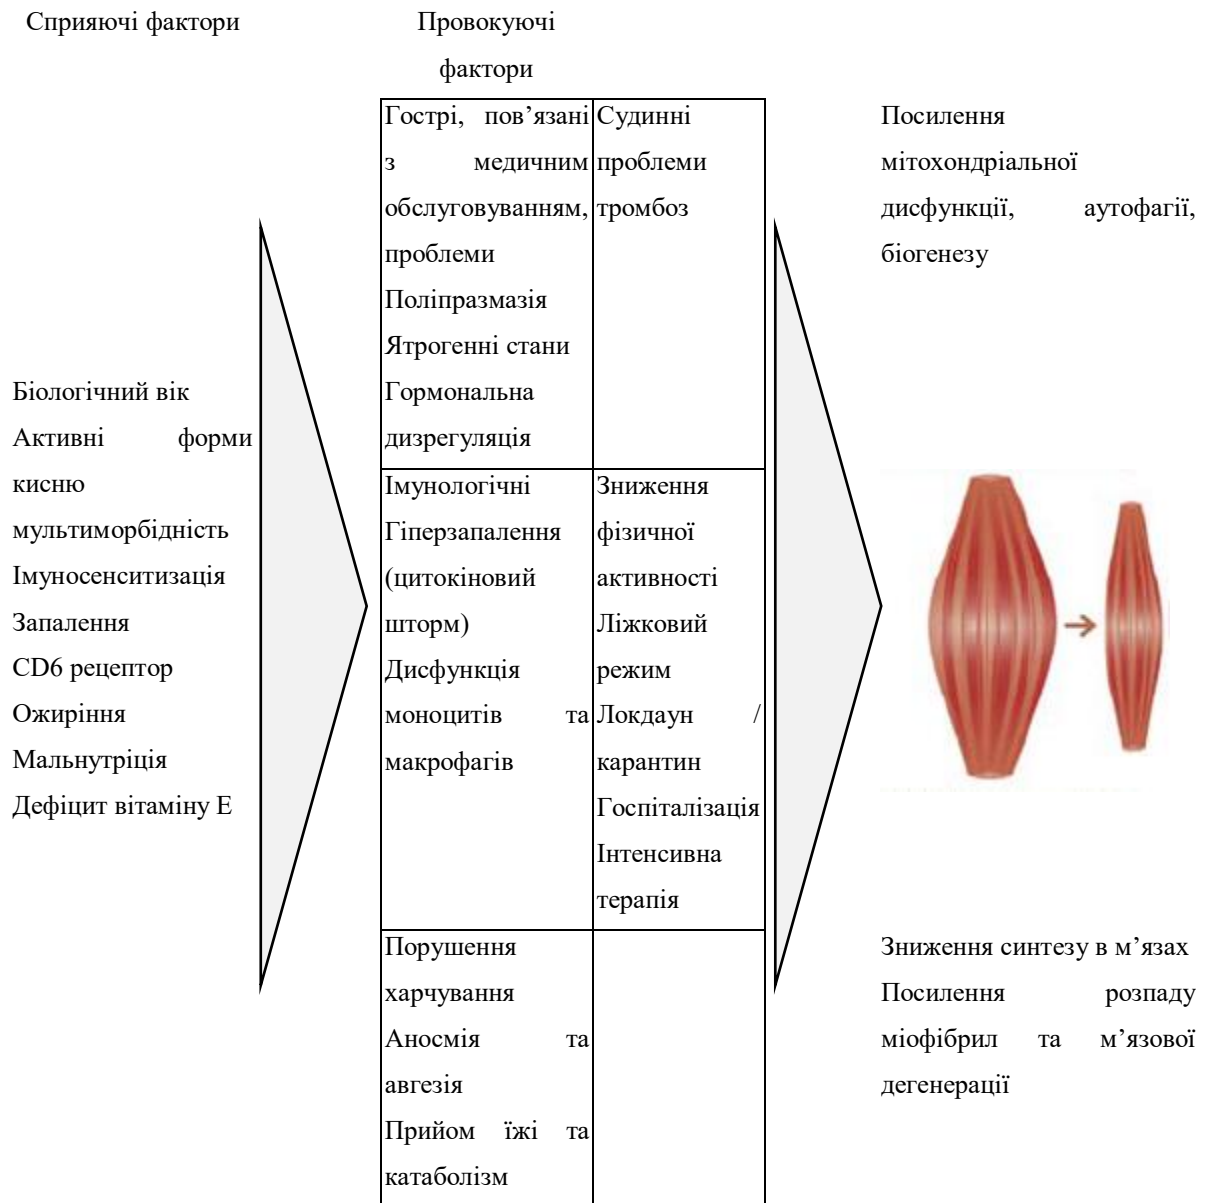 Сприяючі фактори
Провокуючі
фактори
Біологічний вік
Активні форми
кисню
мультиморбідність
Імуносенситизація
Запалення
CD6 рецептор
Ожиріння
Мальнутріція
Дефіцит вітаміну Е
Гострі, пов’язані
з медичним
обслуговуванням,
проблеми
Поліпразмазія
Ятрогенні стани
Гормональна
дизрегуляція
Судинні
проблеми
тромбоз
Імунологічні
Гіперзапалення
(цитокіновий
шторм)
Дисфункція
моноцитів та
макрофагів
Зниження
фізичної
активності
Ліжковий
режим
Локдаун /
карантин
Госпіталізація
Інтенсивна
терапія
Порушення
харчування
Аносмія та
авгезія
Прийом їжі та
катаболізм
Посилення
мітохондріальної
дисфункції, аутофагії,
біогенезу
Зниження синтезу в м’язах
Посилення розпаду
міофібрил та м’язової
дегенерації